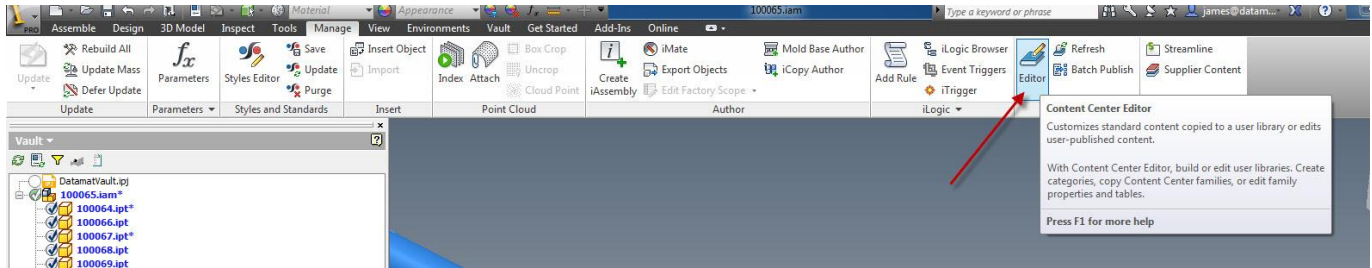 Material Appearance 100065.iam Type a keyword or phrase james@datam...
PRO Assemble Design 3D Model Inspect Tools Manage View Environments Vault Get Started Add-Ins Online
Rebuild All Save Insert Object Box Crop iMate Mold Base Author iLogic Browser Refresh Streamline
Update Update Mass Parameters Styles Editor Update Import Index Attach Uncrop Create iAssembly Export Objects iCopy Author Add Rule Event Triggers Editor Batch Publish Supplier Content
Defer Update Purge Cloud Point Edit Factory Scope iTrigger
Update Parameters Styles and Standards Insert Point Cloud Author iLogic
Content Center Editor
Customizes standard content copied to a user library or edits
user-published content.
With Content Center Editor, build or edit user libraries. Create
categories, copy Content Center families, or edit family
properties and tables.
Press F1 for more help
Vault
DatamatVault.ipj
100065.iam*
100064.ipt*
100066.ipt
100067.ipt*
100068.ipt
100069.ipt